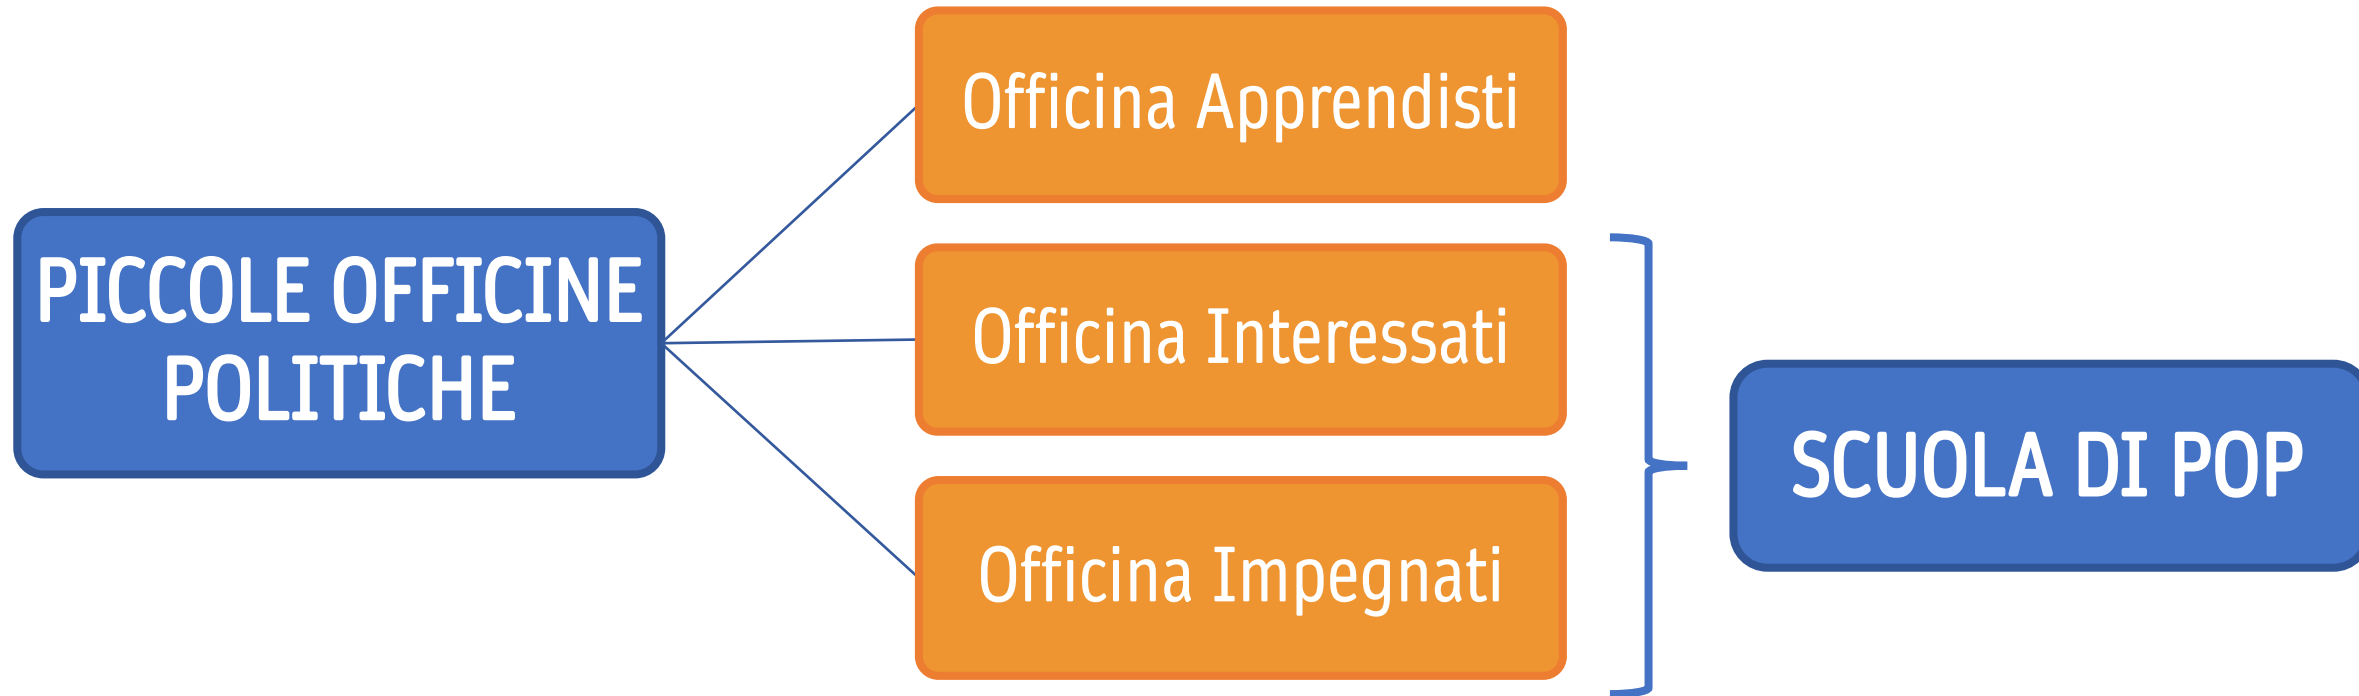 PICCOLE OFFICINE
POLITICHE
Officina Apprendisti
Officina Interessati
Officina Impegnati
SCUOLA DI POP